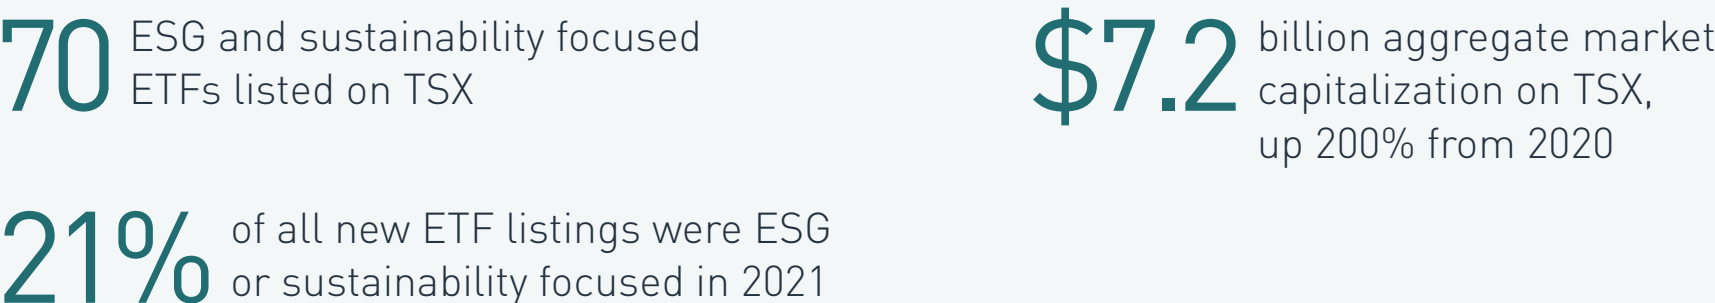 70 ESG and sustainability focused
ETFs listed on TSX
$7.2 billion aggregate market
capitalization on TSX,
up 200% from 2020
21% of all new ETF listings were ESG
or sustainability focused in 2021